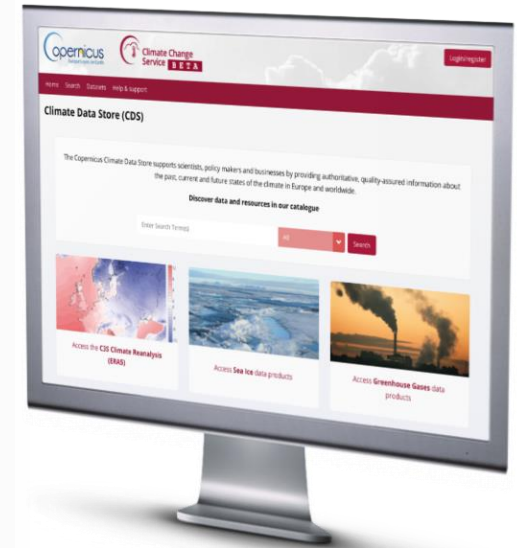 opernicus
Climate Change
Service BETA
Login/register
Home Search Datasets Help & support
Climate Data Store (CDS)
The Copernicus Climate Data Store supports scientists, policy makers and businesses by providing authoritative, quality-assured information about
the past, current and future states of the climate in Europe and worldwide.
Discover data and resources in our catalogue
Enter Search Term(s)
All
Search
Access the C3S Climate Reanalysis
(ERA5)
Access Sea Ice data products
Access Greenhouse Gases data
products